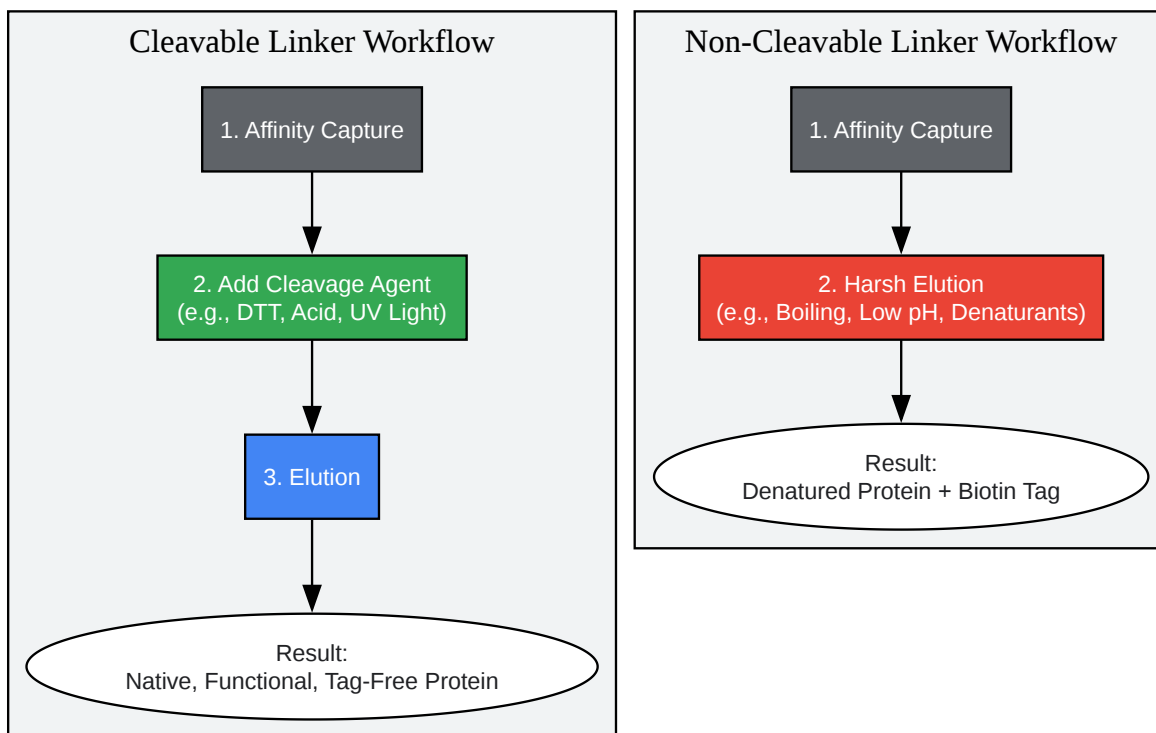 Cleavable Linker Workflow
1. Affinity Capture
2. Add Cleavage Agent
(e.g., DTT, Acid, UV Light)
3. Elution
Result:
Native, Functional, Tag-Free Protein
Non-Cleavable Linker Workflow
1. Affinity Capture
2. Harsh Elution
(e.g., Boiling, Low pH, Denaturants)
Result:
Denatured Protein + Biotin Tag